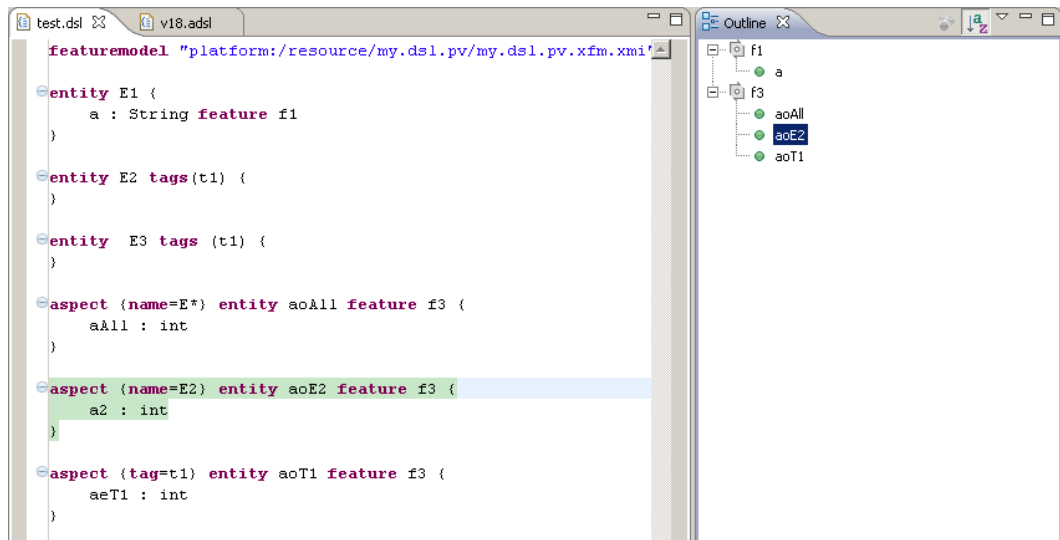 test.dsl
v18.adsl
featuremodel "platform:/resource/my.dsl.pv/my.dsl.pv.xfm.xmi"
entity E1 {
a : String feature f1
}
entity E2 tags(t1) {
}
entity  E3 tags (t1) {
}
aspect (name=E*) entity aoAll feature f3 {
aAll : int
}
aspect (name=E2) entity aoE2 feature f3 {
a2 : int
}
aspect (tag=t1) entity aoT1 feature f3 {
aeT1 : int
}
Outline
f1
a
f3
aoAll
aoE2
aoT1